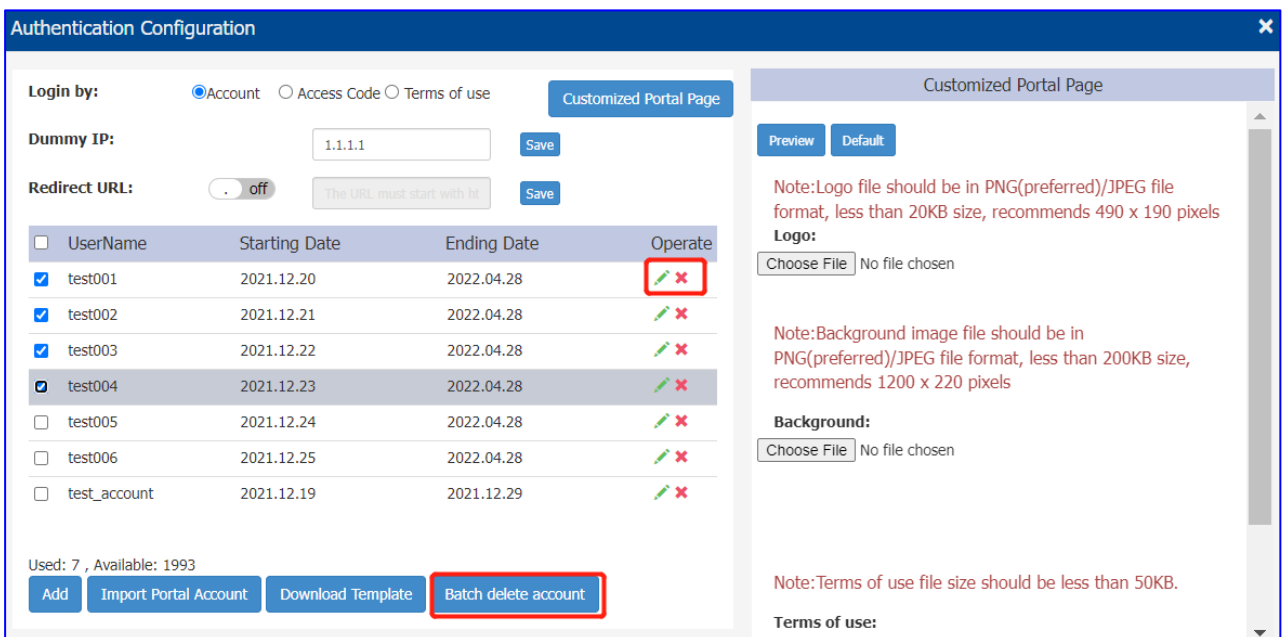 Authentication Configuration
Login by: Account Access Code Terms of use Customized Portal Page
Dummy IP: 1.1.1.1 Save
Redirect URL: . off The URL must start with ht Save
UserName Starting Date Ending Date Operate
test001 2021.12.20 2022.04.28
test002 2021.12.21 2022.04.28
test003 2021.12.22 2022.04.28
test004 2021.12.23 2022.04.28
test005 2021.12.24 2022.04.28
test006 2021.12.25 2022.04.28
test_account 2021.12.19 2021.12.29
Used: 7 , Available: 1993
Add Import Portal Account Download Template Batch delete account
Customized Portal Page
Preview Default
Note:Logo file should be in PNG(preferred)/JPEG file
format, less than 20KB size, recommends 490 x 190 pixels
Logo:
Choose File No file chosen
Note:Background image file should be in
PNG(preferred)/JPEG file format, less than 200KB size,
recommends 1200 x 220 pixels
Background:
Choose File No file chosen
Note:Terms of use file size should be less than 50KB.
Terms of use: